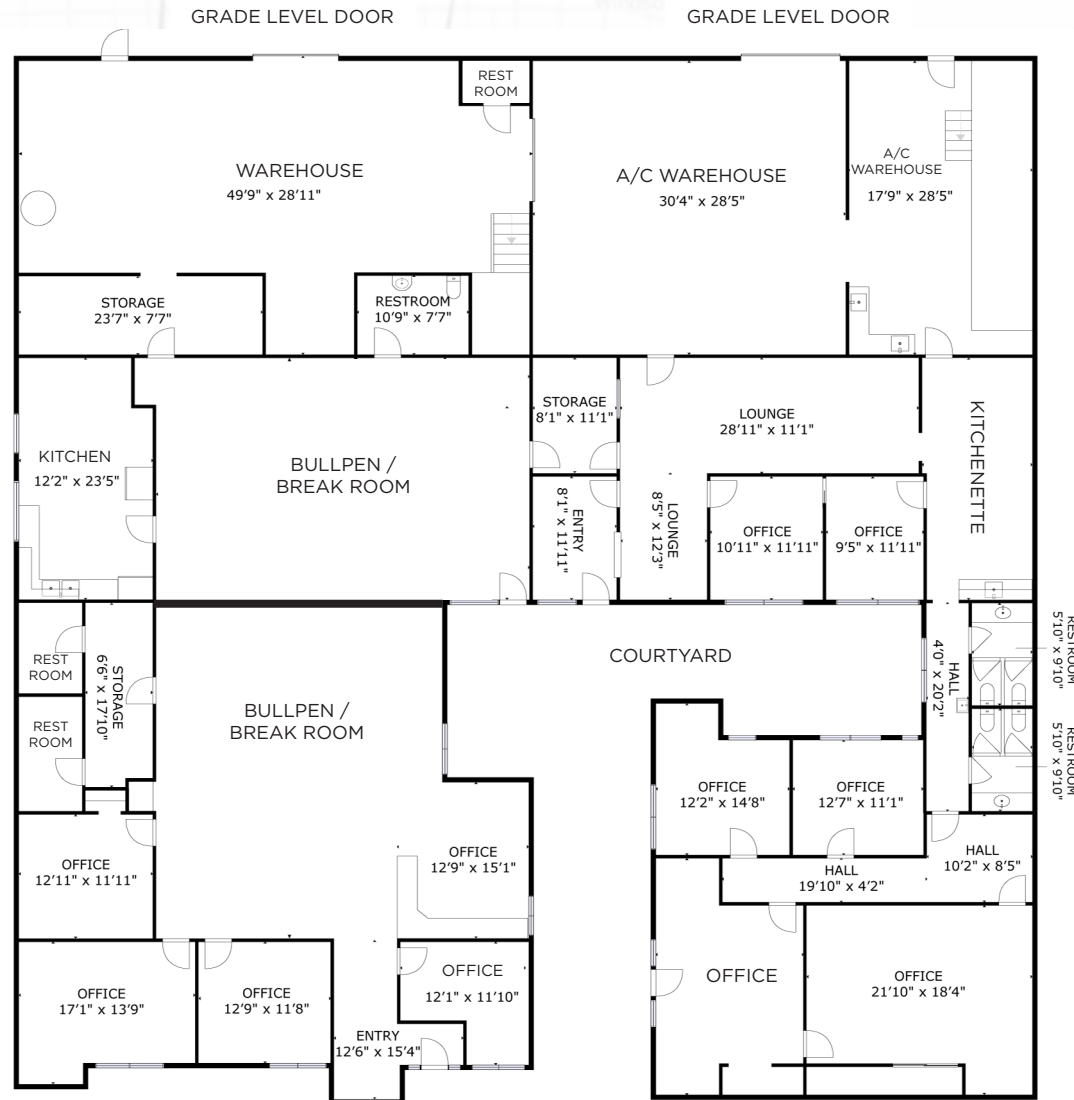 GRADE LEVEL DOOR
GRADE LEVEL DOOR
REST
ROOM
WAREHOUSE
49'9" x 28'11"
A/C WAREHOUSE
30'4" x 28'5"
A/C
WAREHOUSE
17'9" x 28'5"
STORAGE
23'7" x 7'7"
RESTROOM
10'9" x 7'7"
KITCHEN
12'2" x 23'5"
BULLPEN /
BREAK ROOM
STORAGE
8'1" x 11'1"
LOUNGE
28'11" x 11'1"
KITCHENETTE
ENTRY
8'1" x 11'11"
LOUNGE
8'5" x 12'3"
OFFICE
10'11" x 11'11"
OFFICE
9'5" x 11'11"
REST
ROOM
STORAGE
6'6" x 17'10"
REST
ROOM
BULLPEN /
BREAK ROOM
COURTYARD
HALL
4'0" x 20'2"
RESTROOM
5'10" x 9'10"
RESTROOM
5'10" x 9'10"
OFFICE
12'2" x 14'8"
OFFICE
12'7" x 11'1"
OFFICE
12'11" x 11'11"
OFFICE
12'9" x 15'1"
HALL
19'10" x 4'2"
HALL
10'2" x 8'5"
OFFICE
17'1" x 13'9"
OFFICE
12'9" x 11'8"
OFFICE
12'1" x 11'10"
ENTRY
12'6" x 15'4"
OFFICE
OFFICE
21'10" x 18'4"